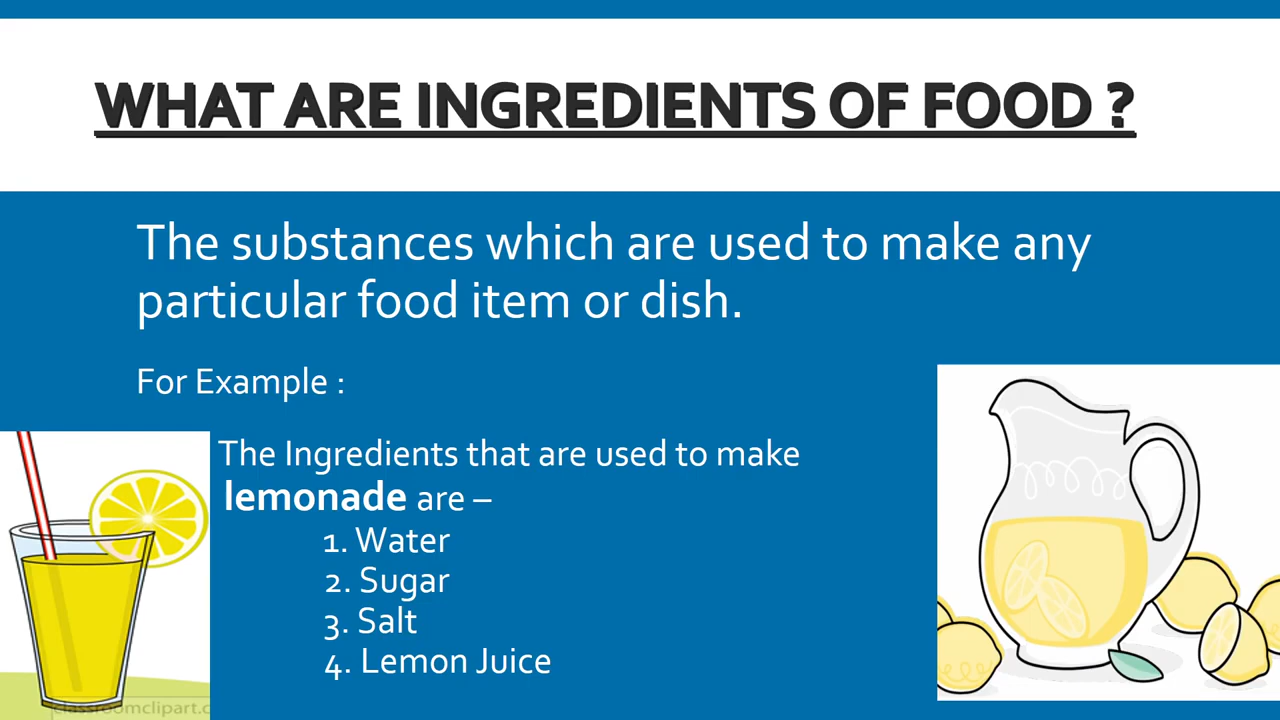 WHAT ARE INGREDIENTS OF FOOD ?
The substances which are used to make any
particular food item or dish.
For Example :
The Ingredients that are used to make
lemonade are –
1. Water
2. Sugar
3. Salt
4. Lemon Juice
classroomclipart.c